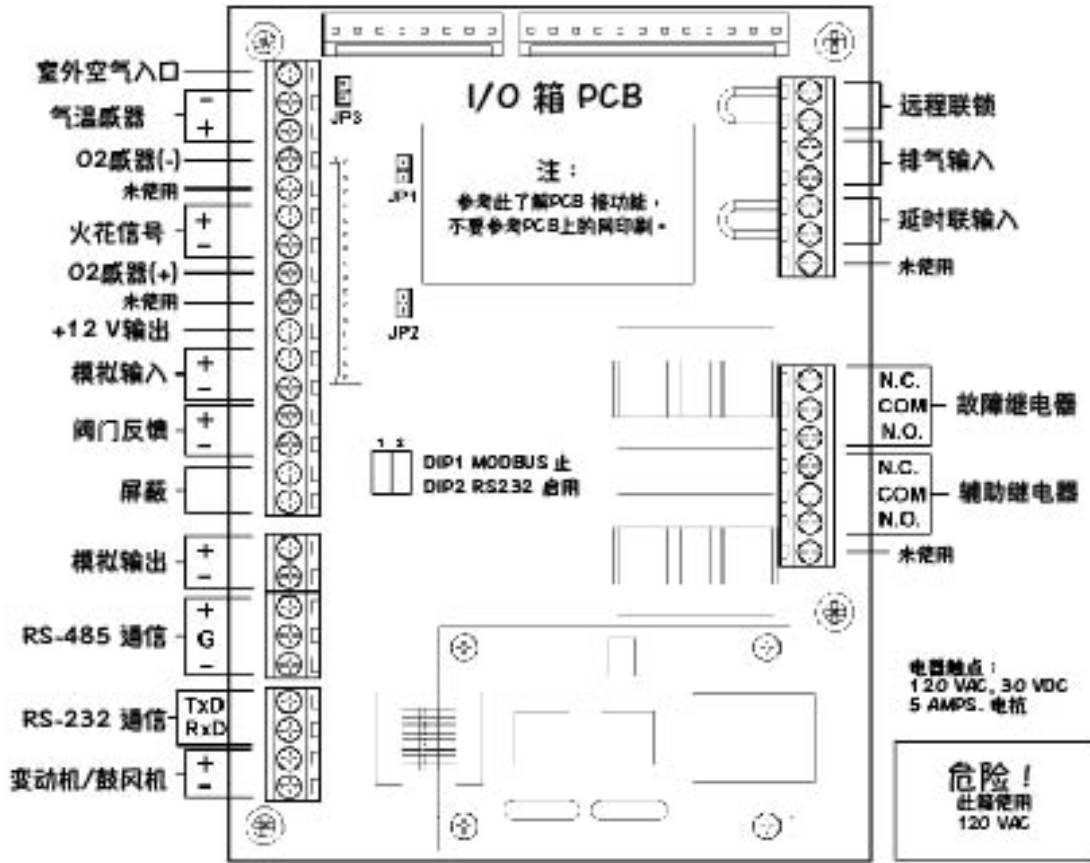 室外空气入口
气温感器
－
+
O2感器(-)
未使用
火花信号
+
－
O2感器(+)
未使用
+12 V输出
模拟输入
+
－
阀门反馈
+
－
屏蔽
模拟输出
+
－
RS-485 通信
+
G
－
RS-232 通信
TxD
RxD
变动机/鼓风机
+
－
I/O 箱 PCB
JP3
JP1
注：
参考此了解PCB 接功能，
不要参考PCB上的网印刷。
JP2
1 2
DIP1 MODBUS 止
DIP2 RS232 启用
远程联锁
排气输入
延时联输入
未使用
N.C.
COM
N.O.
故障继电器
N.C.
COM
N.O.
辅助继电器
未使用
电器触点：
120 VAC, 30 VDC
5 AMPS. 电抗
危险！
此箱使用
120 VAC